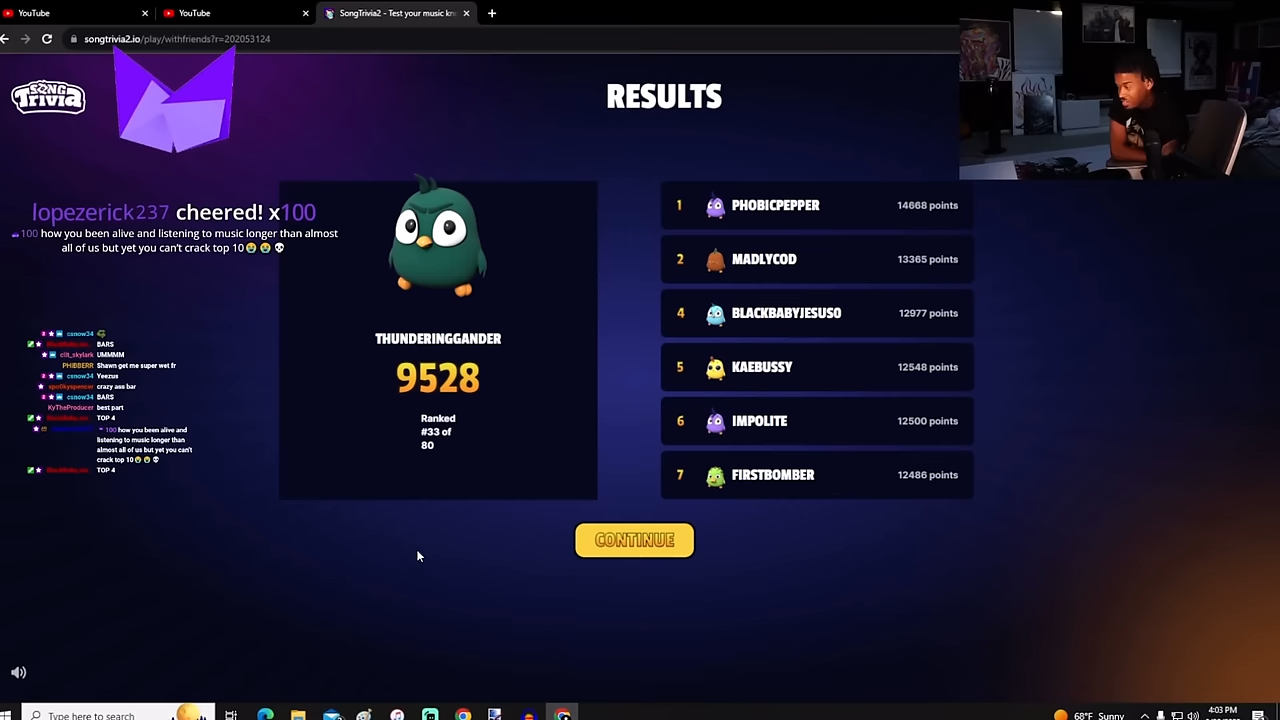 YouTube
YouTube
SongTrivia2 - Test your music kn
songtrivia2.io/play/withfriends?r=202053124
SONG
Trivia
RESULTS
lopezerick237 cheered! x100
100 how you been alive and listening to music longer than almost
all of us but yet you can't crack top 10😭😭💀
THUNDERINGGANDER
9528
Ranked
#33 of
80
1 PHOBICPEPPER 14668 points
2 MADLYCOD 13365 points
4 BLACKBABYJESUSO 12977 points
5 KAEBUSSY 12548 points
6 IMPOLITE 12500 points
7 FIRSTBOMBER 12486 points
CONTINUE
csnow34
BARS
clit_skylark UMMMM
PHIBBERR Shawn get me super wet fr
csnow34 Yeezus
xpc0kyspencer crazy ass bar
csnow34 BARS
KyTheProducer best part
TOP 4
100 how you been alive and
listening to music longer than
almost all of us but yet you can't
crack top 10😭😭💀
TOP 4
Type here to search
68°F Sunny
4:03 PM